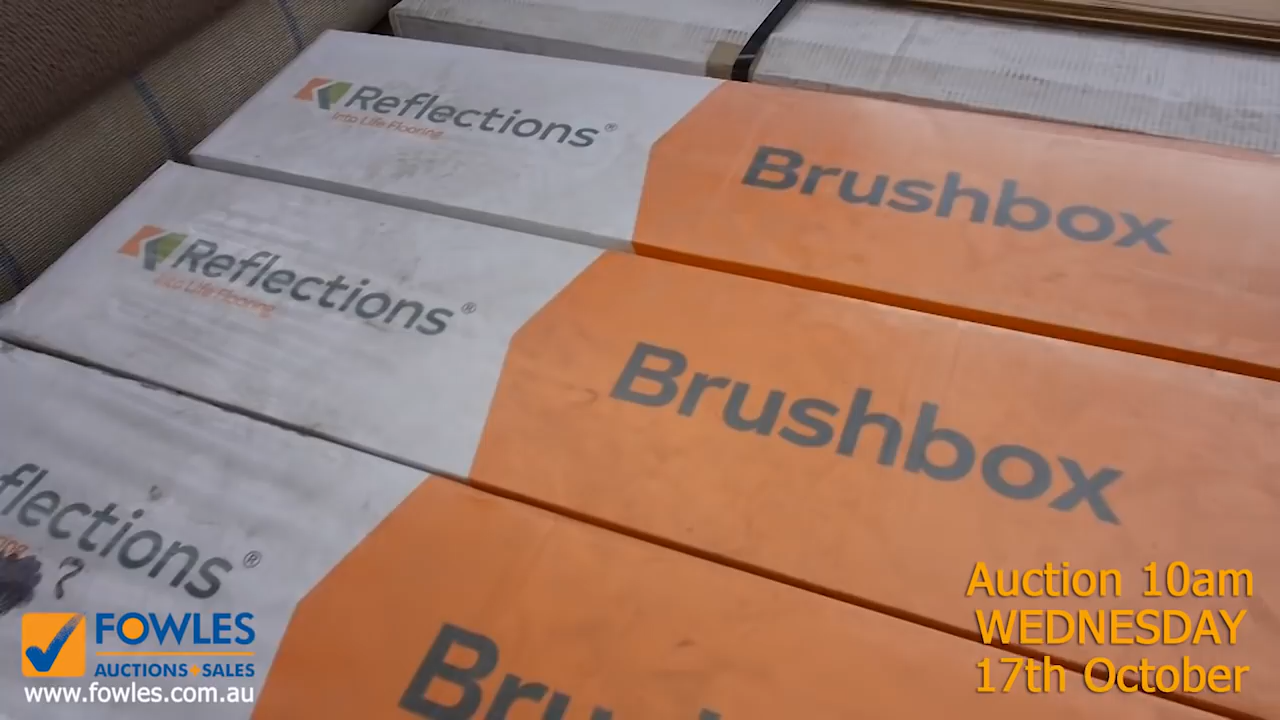 Reflections®
Into Life Flooring
Brushbox
Reflections®
Into Life Flooring
Brushbox
flections®
?
FOWLES
AUCTIONS SALES
www.fowles.com.au
Auction 10am
WEDNESDAY
17th October